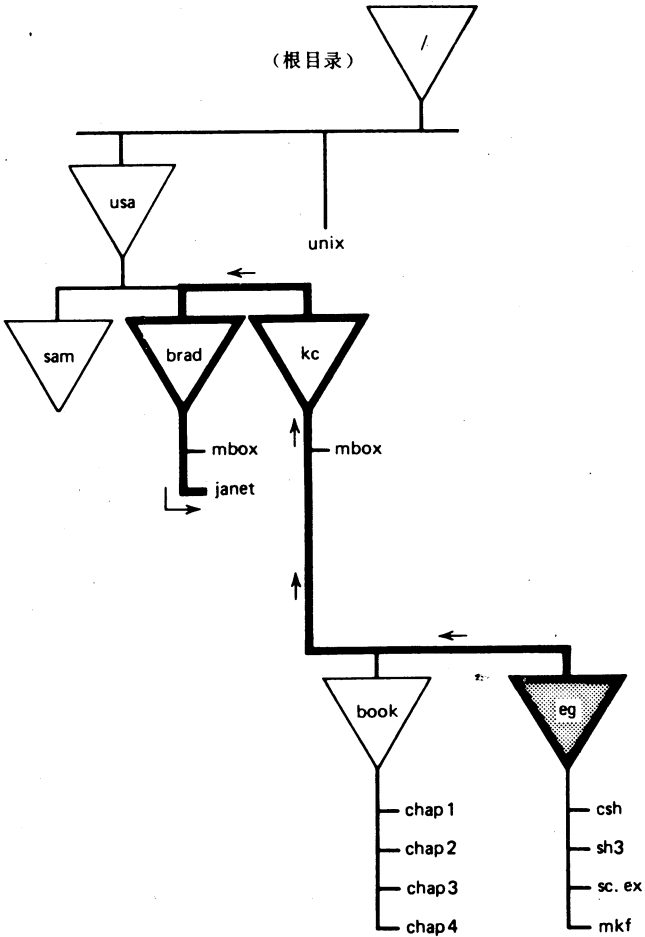 /
（根目录）
usa
unix
sam
brad
kc
mbox
mbox
janet
book
eg
chap 1
csh
chap 2
sh3
chap 3
sc. ex
chap 4
mkf